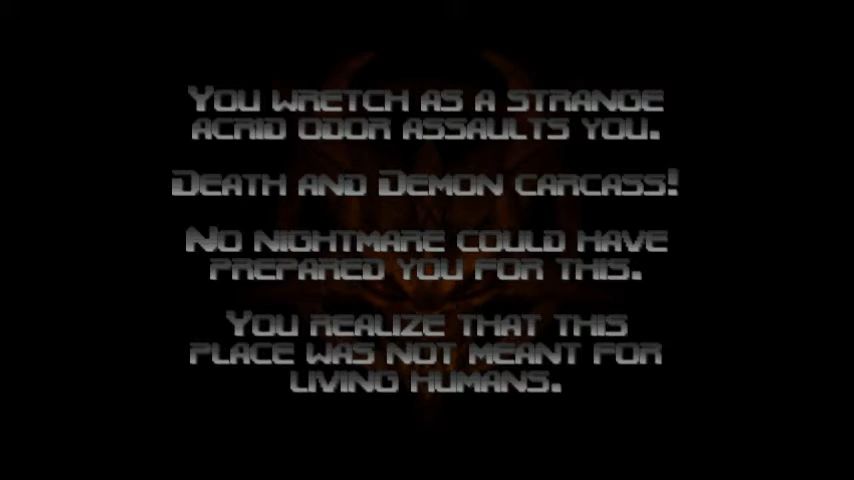 You wretch as a strange
acrid odor assaults you.
Death and Demon carcass!
No nightmare could have
prepared you for this.
You realize that this
place was not meant for
living humans.